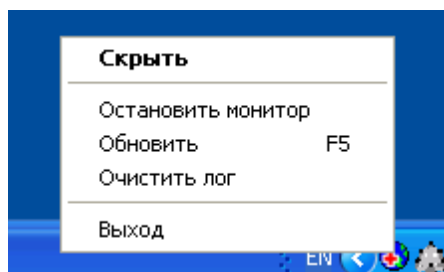 Скрыть
Остановить монитор
Обновить F5
Очистить лог
Выход
EN